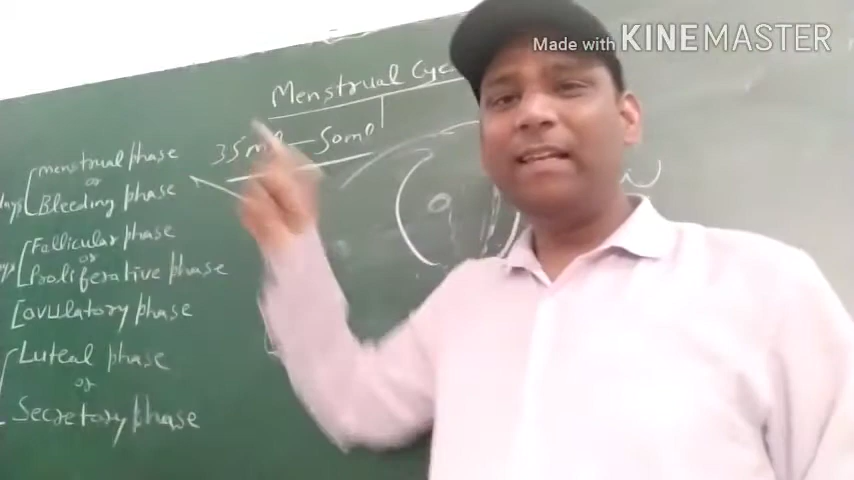 Made with KINEMASTER
Menstrual Cyc
35ml - 50ml
menstrual phase
or
Bleeding phase
Follicular phase
or
Proliferative phase
ovulatory phase
Luteal phase
or
Secretory phase